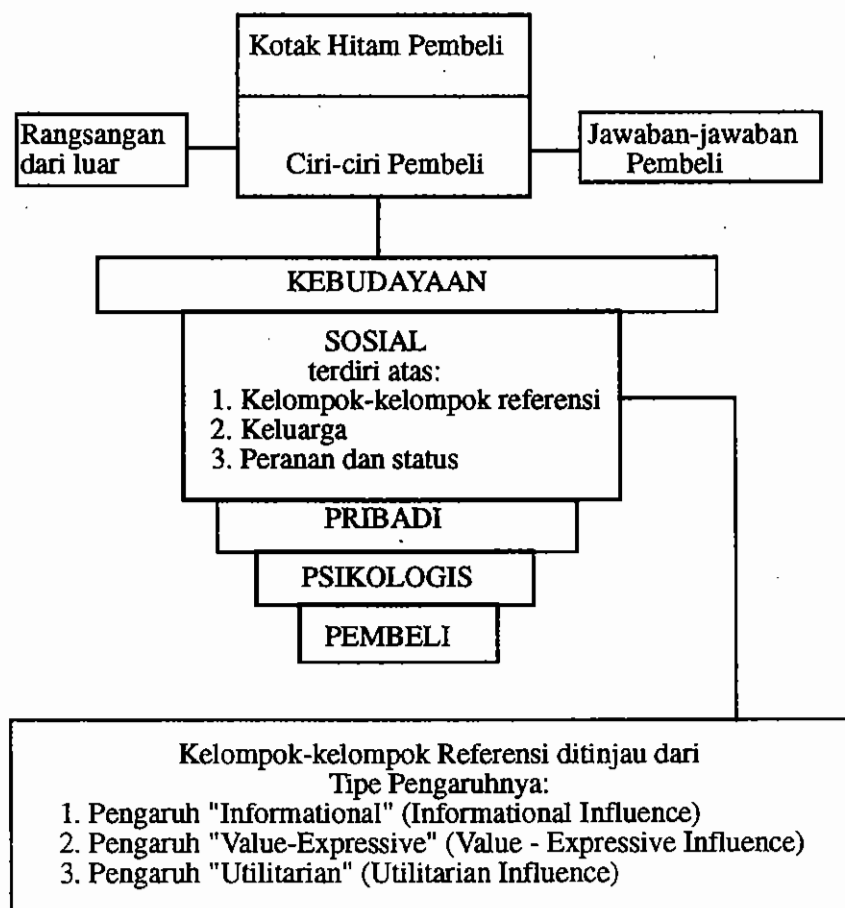 Kotak Hitam Pembeli
Rangsangan
dari luar
Ciri-ciri Pembeli
Jawaban-jawaban
Pembeli
KEBUDAYAAN
SOSIAL
terdiri atas:
1. Kelompok-kelompok referensi
2. Keluarga
3. Peranan dan status
PRIBADI
PSIKOLOGIS
PEMBELI
Kelompok-kelompok Referensi ditinjau dari
Tipe Pengaruhnya:
1. Pengaruh "Informational" (Informational Influence)
2. Pengaruh "Value-Expressive" (Value - Expressive Influence)
3. Pengaruh "Utilitarian" (Utilitarian Influence)